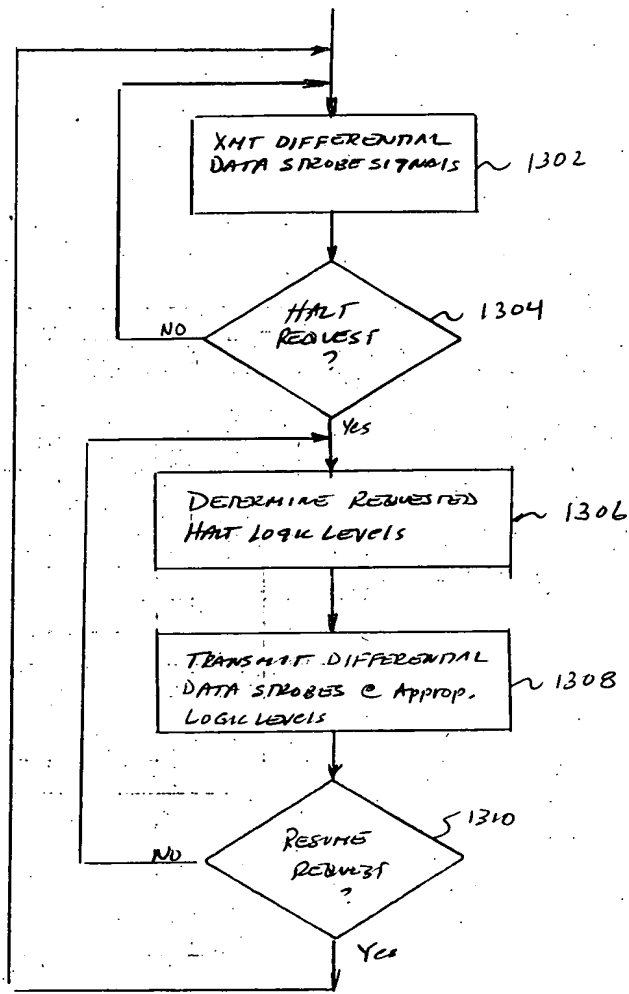 XMT DIFFERENTIAL
DATA STROBE SIGNALS
1302
HALT
REQUEST
?
1304
NO
Yes
DETERMINE REQUESTED
HALT LOGIC LEVELS
1306
TRANSMIT DIFFERENTIAL
DATA STROBES @ Approp.
LOGIC LEVELS
1308
RESUME
REQUEST
?
1310
NO
Yes